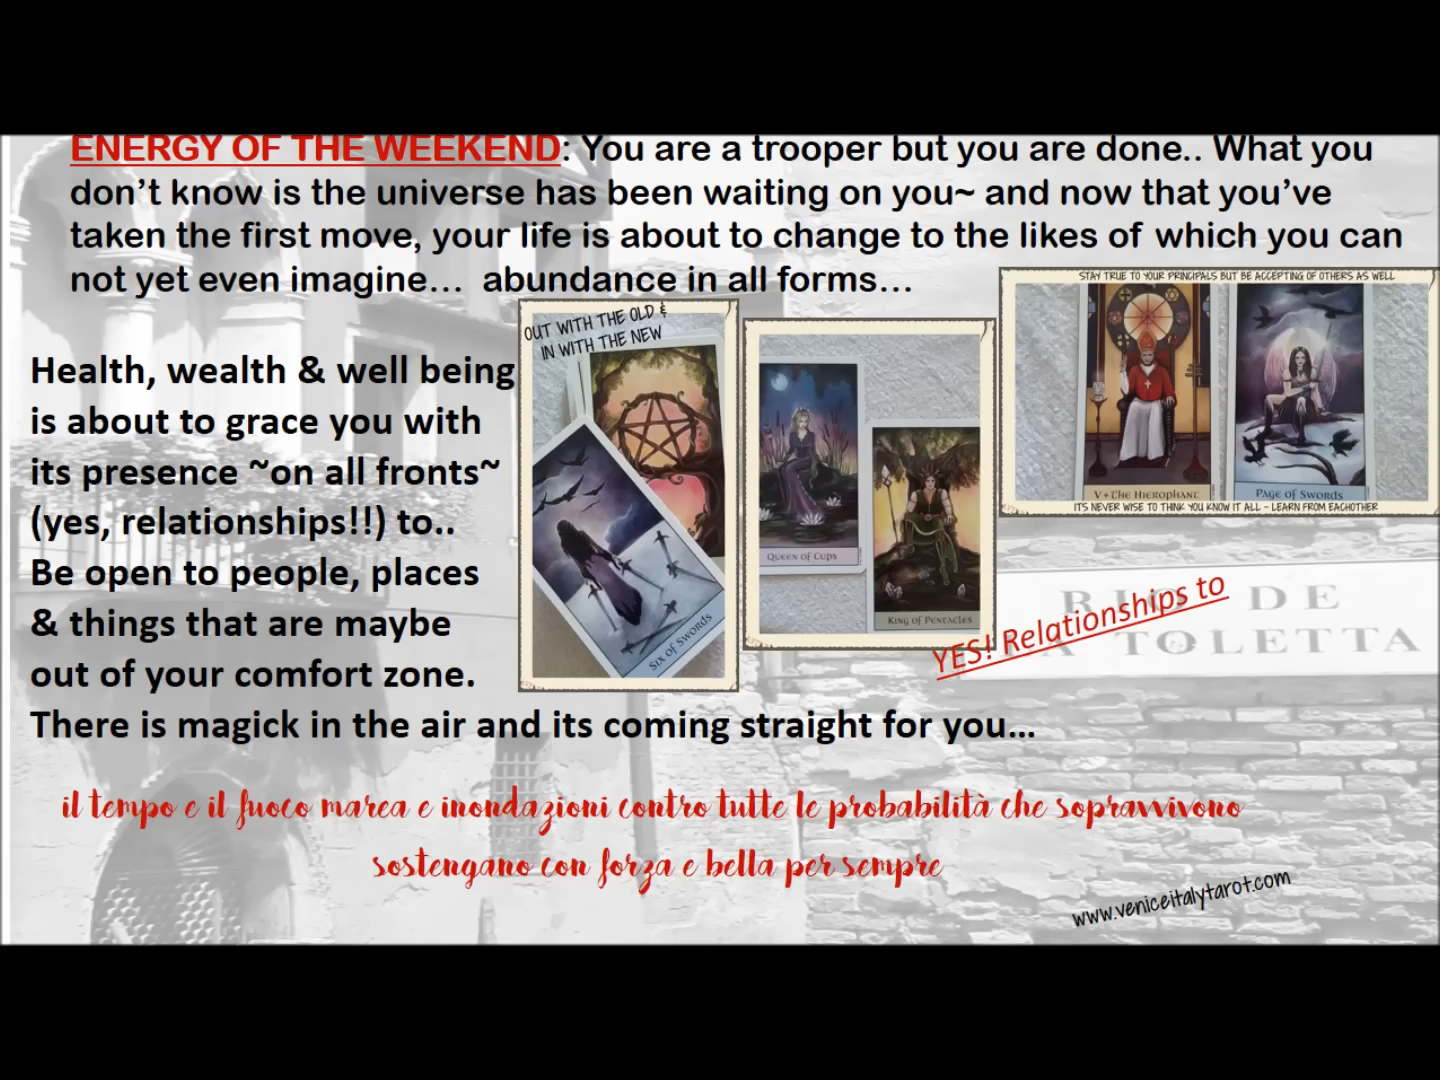 ENERGY OF THE WEEKEND: You are a trooper but you are done.. What you
don't know is the universe has been waiting on you~ and now that you've
taken the first move, your life is about to change to the likes of which you can
not yet even imagine... abundance in all forms...
STAY TRUE TO YOUR PRINCIPALS BUT BE ACCEPTING OF OTHERS AS WELL
OUT WITH THE OLD &
IN WITH THE NEW
Health, wealth & well being
is about to grace you with
its presence ~on all fronts~
(yes, relationships!!) to..
Be open to people, places
& things that are maybe
out of your comfort zone.
There is magick in the air and its coming straight for you...
SIX OF SWORDS
QUEEN OF CUPS
KING OF PENTACLES
V + THE HIEROPHANT
PAGE OF SWORDS
ITS NEVER WISE TO THINK YOU KNOW IT ALL – LEARN FROM EACHOTHER
YES! Relationships to
DE
TOLETTA
il tempo e il fuoco marea e inondazioni contro tutte le probabilità che sopravvivono
sostengano con forza e bella per sempre
www.veniceitalytarot.com